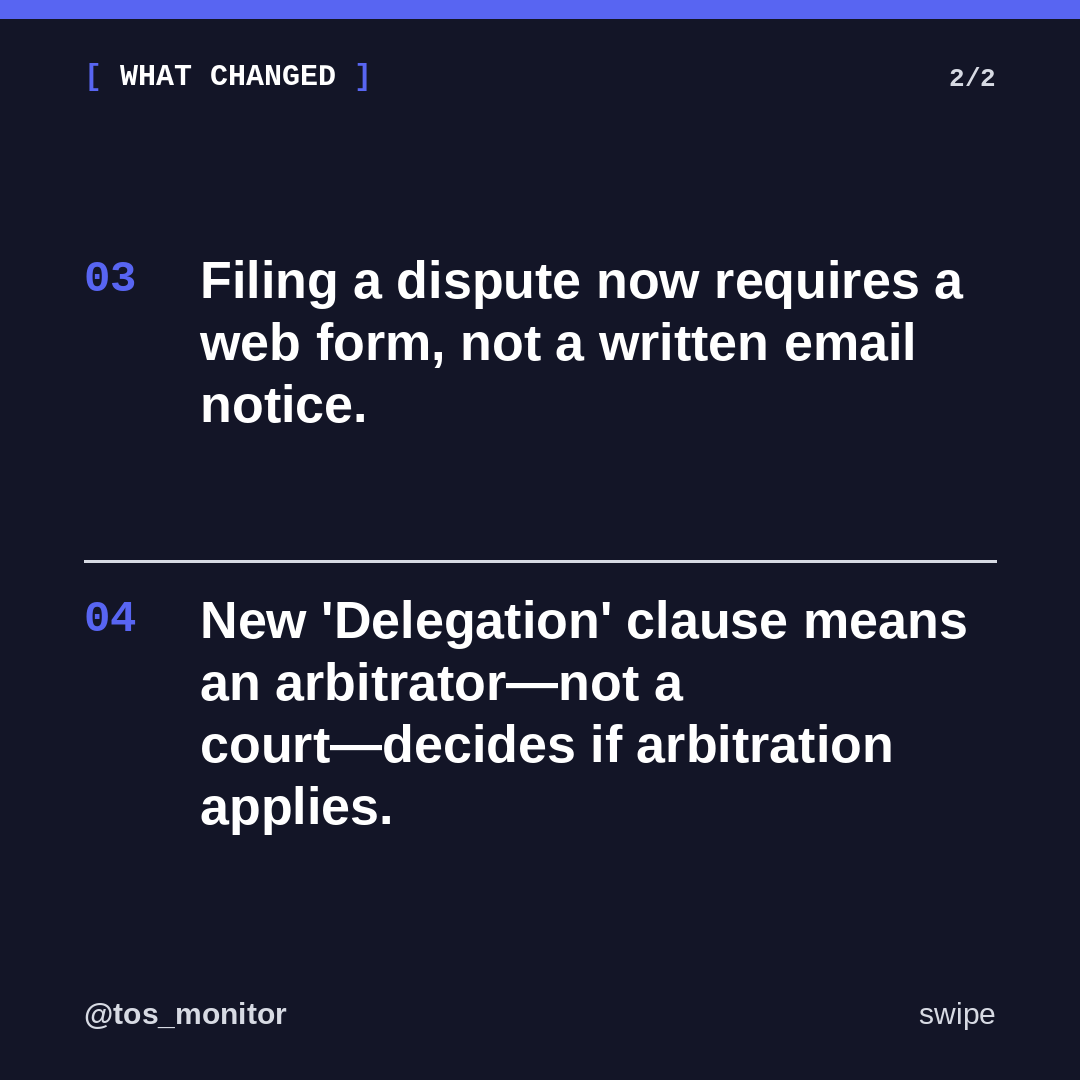 [ WHAT CHANGED ]
2/2
03
Filing a dispute now requires a
web form, not a written email
notice.
04
New 'Delegation' clause means
an arbitrator—not a
court—decides if arbitration
applies.
@tos_monitor
swipe